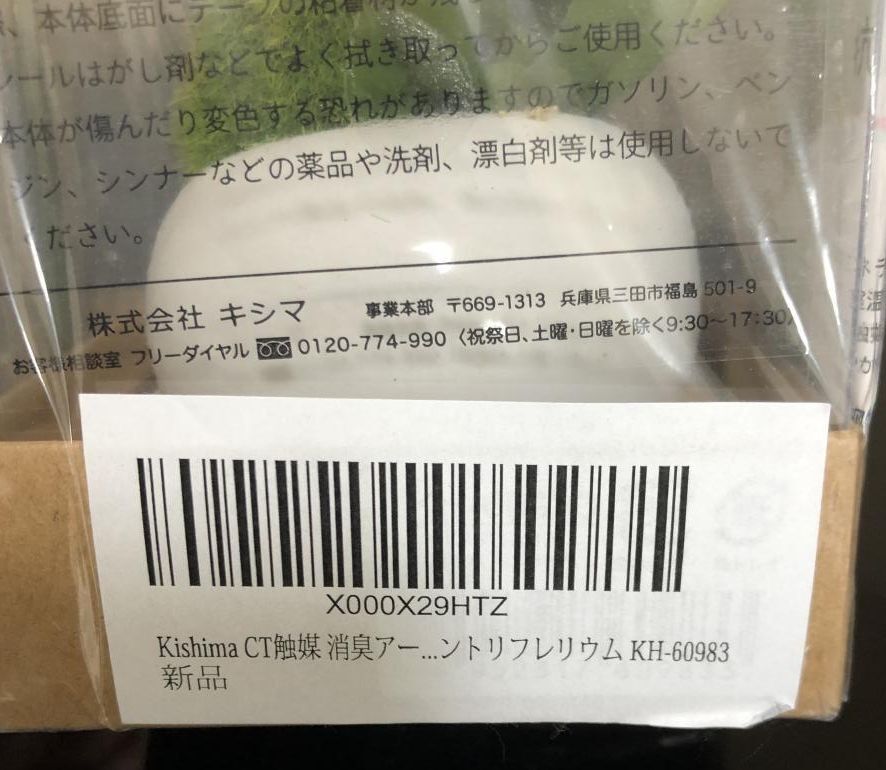 、本体底面にテープの粘着材が残っ
シールはがし剤などでよく拭き取ってからご使用ください。
本体が傷んだり変色する恐れがありますのでガソリン、ベン
ジン、シンナーなどの薬品や洗剤、漂白剤等は使用しないで
ください。
株式会社 キシマ 事業本部 〒669-1313 兵庫県三田市福島 501-9
お客様相談室 フリーダイヤル 0120-774-990 〈祝祭日、土曜・日曜を除く9:30〜17:30〉
X000X29HTZ
Kishima CT触媒 消臭アー...ントリフレリウム KH-60983
新品